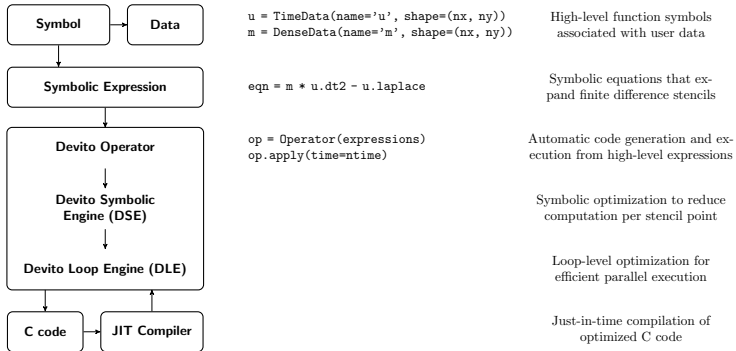 Symbol
Data
u = TimeData(name='u', shape=(nx, ny))
m = DenseData(name='m', shape=(nx, ny))
High-level function symbols
associated with user data
Symbolic Expression
eqn = m * u.dt2 - u.laplace
Symbolic equations that ex-
pand finite difference stencils
Devito Operator
op = Operator(expressions)
op.apply(time=ntime)
Automatic code generation and ex-
ecution from high-level expressions
Devito Symbolic
Engine (DSE)
Symbolic optimization to reduce
computation per stencil point
Devito Loop Engine (DLE)
Loop-level optimization for
efficient parallel execution
C code
JIT Compiler
Just-in-time compilation of
optimized C code